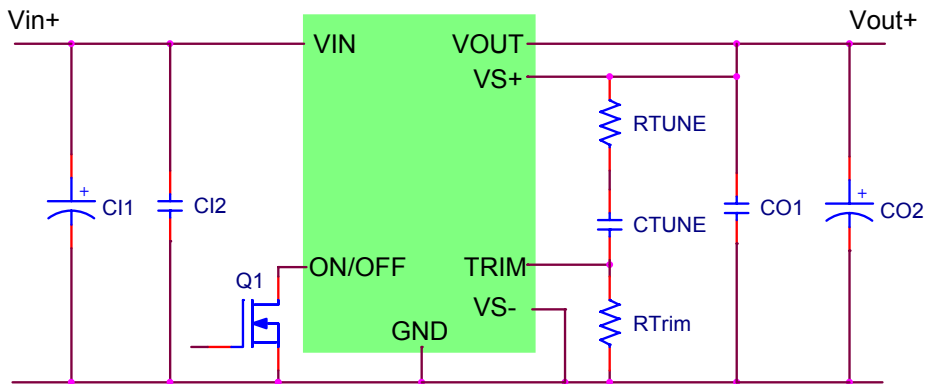 Vin+
Vout+
VIN
VOUT
VS+
RTUNE
+
CI1
CI2
CTUNE
CO1
+
CO2
Q1
ON/OFF
TRIM
VS-
RTrim
GND